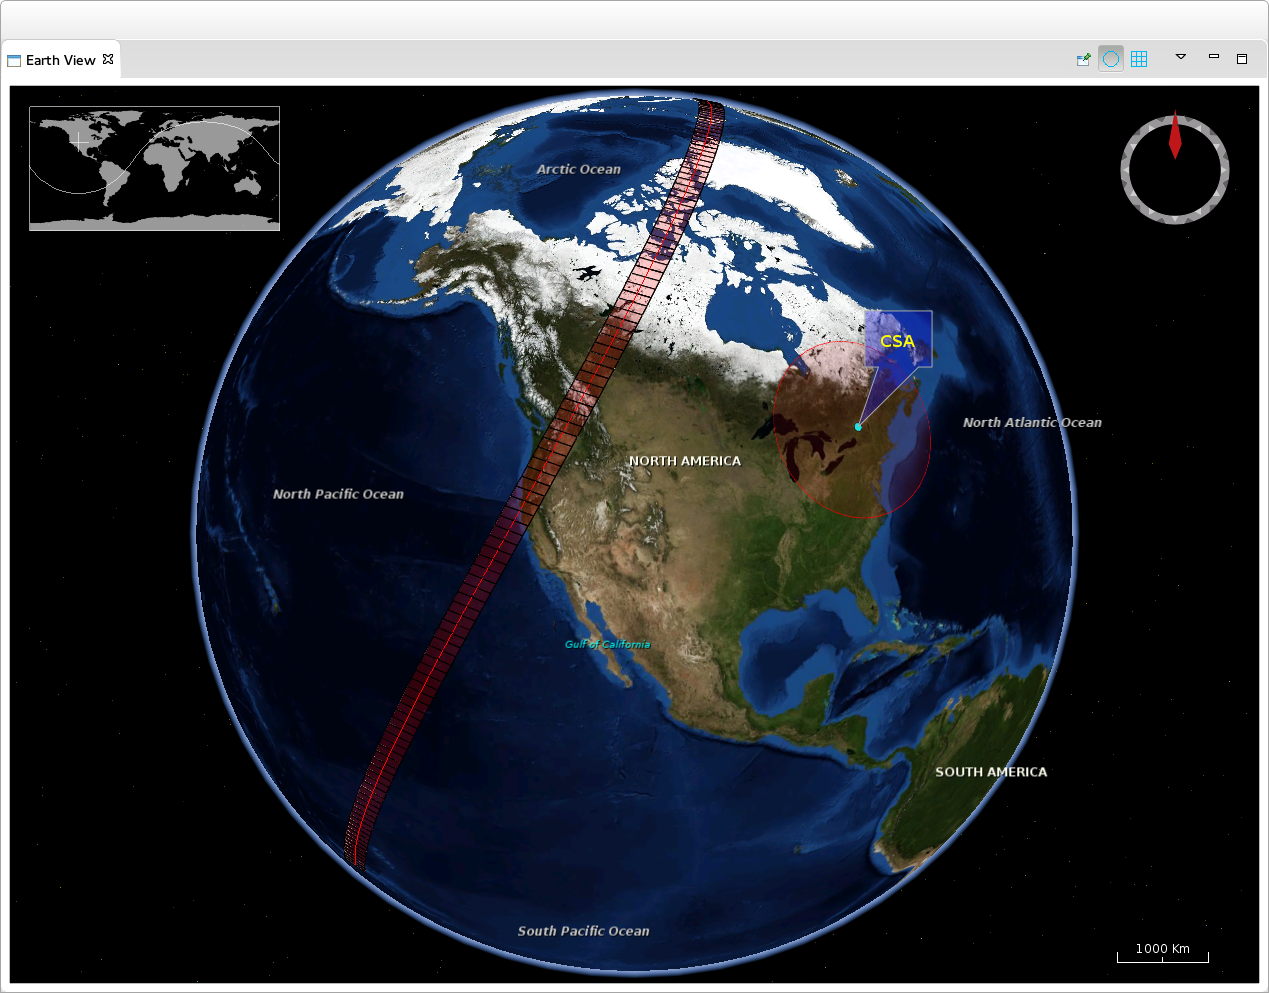 Earth View
Arctic Ocean
CSA
North Atlantic Ocean
NORTH AMERICA
North Pacific Ocean
Gulf of California
SOUTH AMERICA
South Pacific Ocean
1000 Km